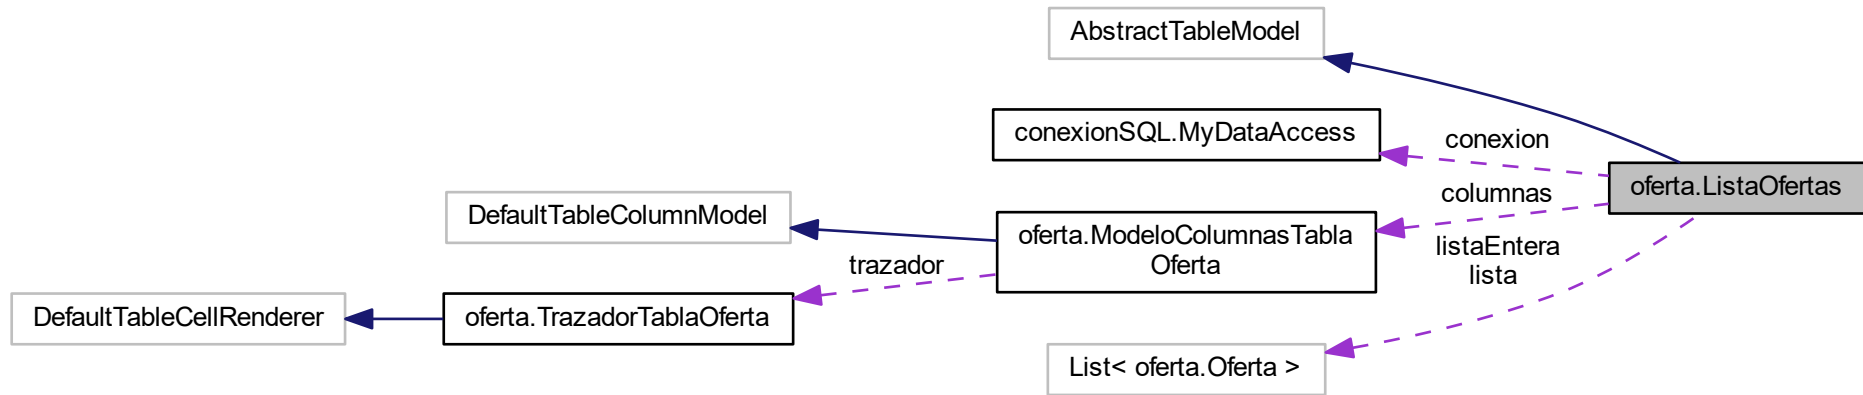 AbstractTableModel
conexionSQL.MyDataAccess
conexion
oferta.ListaOfertas
columnas
DefaultTableColumnModel
oferta.ModeloColumnasTabla
Oferta
listaEntera
lista
trazador
DefaultTableCellRenderer
oferta.TrazadorTablaOferta
List< oferta.Oferta >